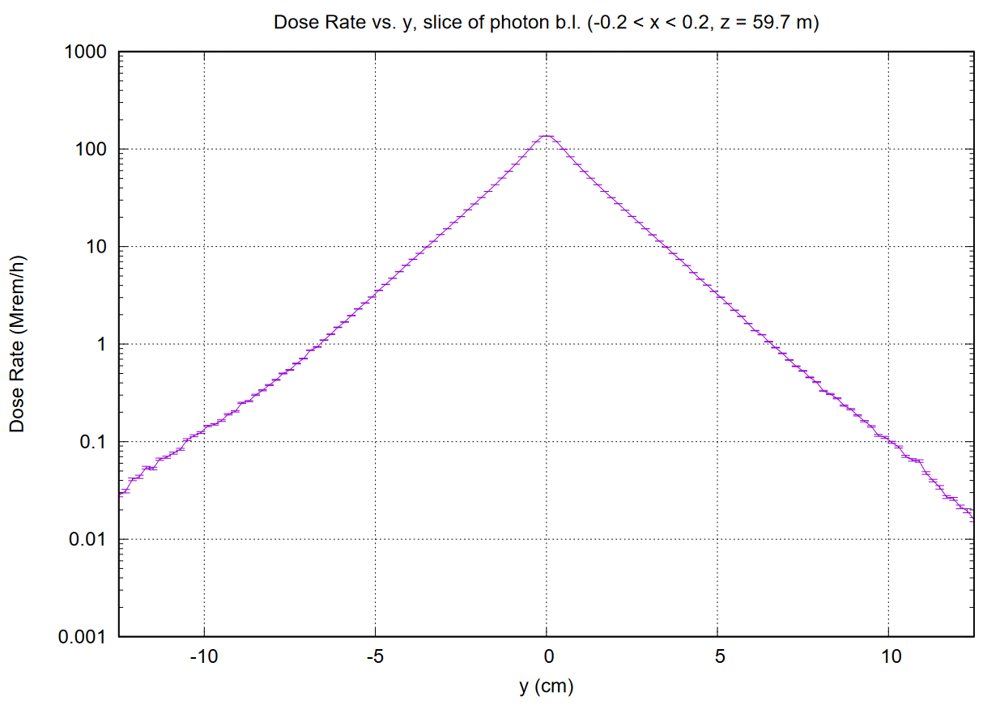 Dose Rate vs. y, slice of photon b.l. (-0.2 < x < 0.2, z = 59.7 m)
1000
100
10
1
0.1
0.01
0.001
Dose Rate (Mrem/h)
-10 -5 0 5 10
y (cm)